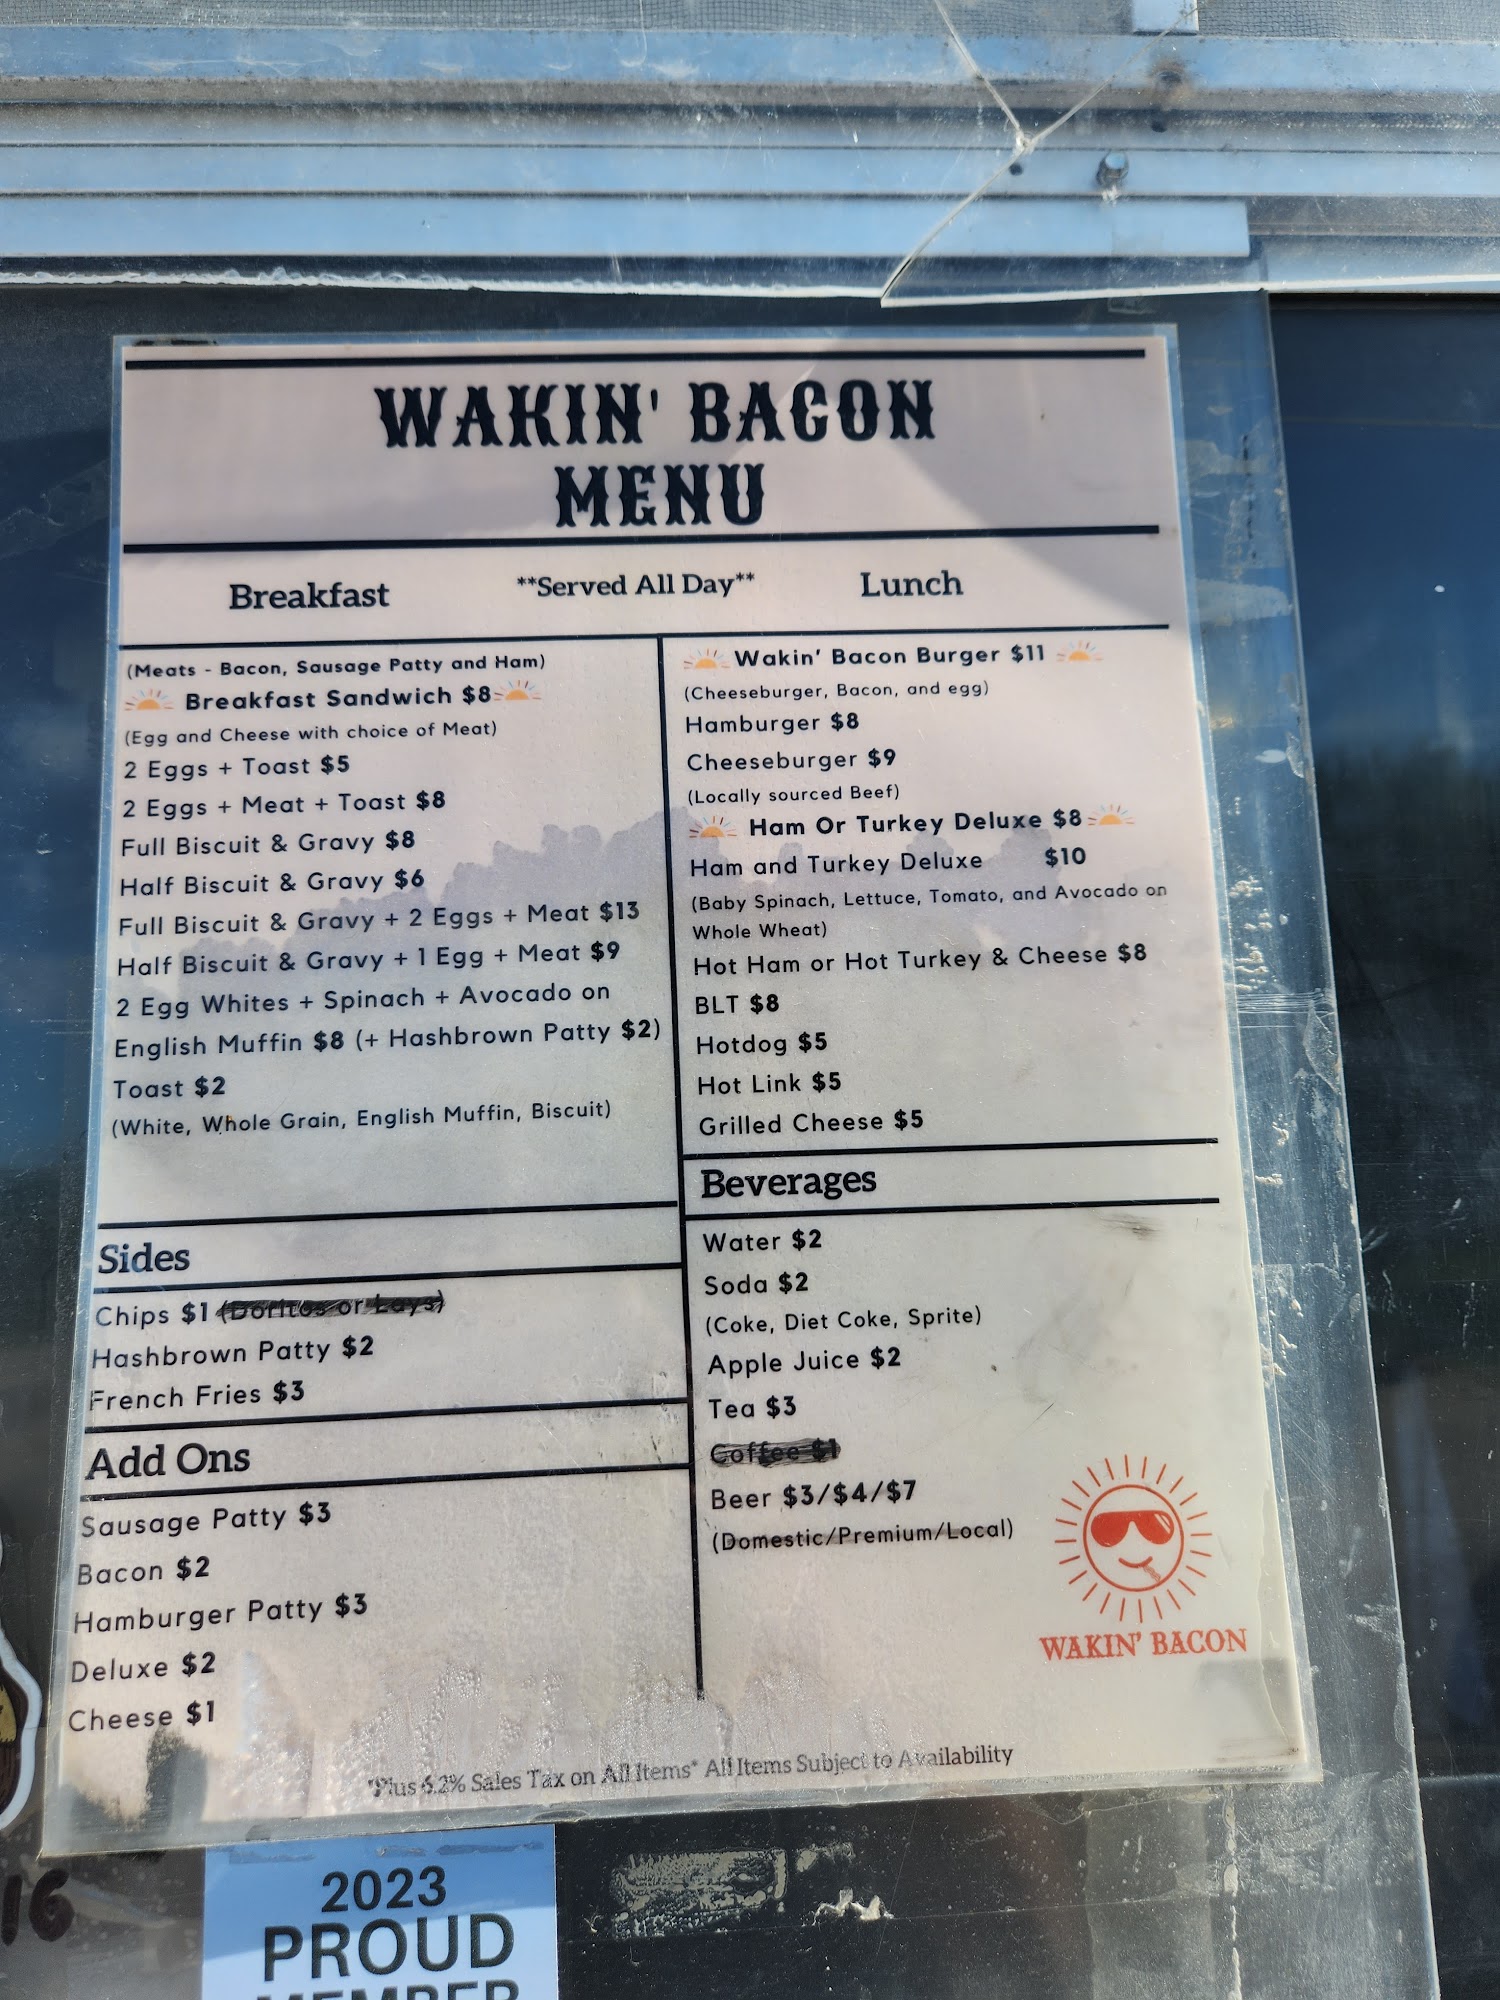 WAKIN' BACON
MENU
Breakfast
**Served All Day**
Lunch
(Meats - Bacon, Sausage Patty and Ham)
Breakfast Sandwich $8
(Egg and Cheese with choice of Meat)
2 Eggs + Toast $5
2 Eggs + Meat + Toast $8
Full Biscuit & Gravy $8
Half Biscuit & Gravy $6
Full Biscuit & Gravy + 2 Eggs + Meat $13
Half Biscuit & Gravy + 1 Egg + Meat $9
2 Egg Whites + Spinach + Avocado on
English Muffin $8 (+ Hashbrown Patty $2)
Toast $2
(White, Whole Grain, English Muffin, Biscuit)
Sides
Chips $1 (Doritos or Lays)
Hashbrown Patty $2
French Fries $3
Add Ons
Sausage Patty $3
Bacon $2
Hamburger Patty $3
Deluxe $2
Cheese $1
Wakin' Bacon Burger $11
(Cheeseburger, Bacon, and egg)
Hamburger $8
Cheeseburger $9
(Locally sourced Beef)
Ham Or Turkey Deluxe $8
Ham and Turkey Deluxe $10
(Baby Spinach, Lettuce, Tomato, and Avocado on
Whole Wheat)
Hot Ham or Hot Turkey & Cheese $8
BLT $8
Hotdog $5
Hot Link $5
Grilled Cheese $5
Beverages
Water $2
Soda $2
(Coke, Diet Coke, Sprite)
Apple Juice $2
Tea $3
Coffee $1
Beer $3/$4/$7
(Domestic/Premium/Local)
WAKIN' BACON
*Plus 6.2% Sales Tax on All Items* All Items Subject to Availability
16
2023
PROUD
MEMBER